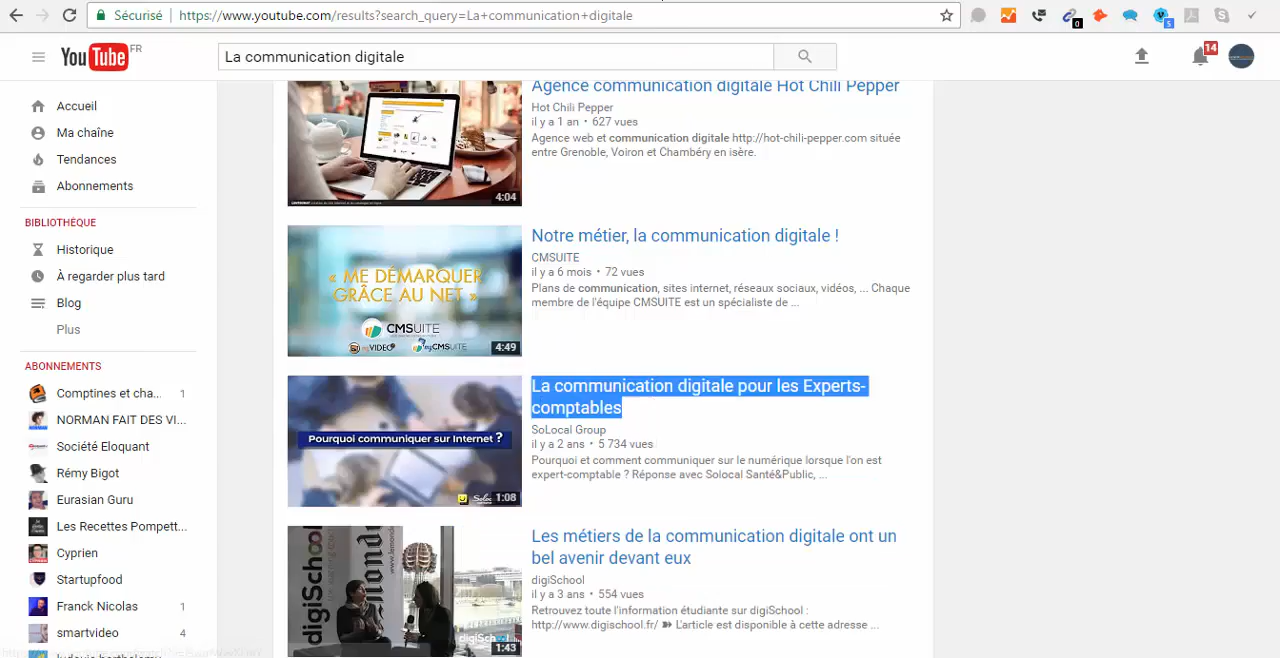 Sécurisé
https://www.youtube.com/results?search_query=La+communication+digitale
0
5
YouTube FR
La communication digitale
14
Accueil
Ma chaîne
Tendances
Abonnements
BIBLIOTHÈQUE
Historique
À regarder plus tard
Blog
Plus
ABONNEMENTS
Comptines et cha... 1
NORMAN FAIT DES VI...
Société Eloquant
Rémy Bigot
Eurasian Guru
Les Recettes Pompett...
Cyprien
Startupfood
Franck Nicolas 1
smartvideo 4
4:04
Agence communication digitale Hot Chili Pepper
Hot Chili Pepper
il y a 1 an • 627 vues
Agence web et communication digitale http://hot-chili-pepper.com située
entre Grenoble, Voiron et Chambéry en isère.
« ME DÉMARQUER
GRÂCE AU NET »
CMSUITE
myVIDEO
myCMSUITE
4:49
Notre métier, la communication digitale !
CMSUITE
il y a 6 mois • 72 vues
Plans de communication, sites internet, réseaux sociaux, vidéos, ... Chaque
membre de l'équipe CMSUITE est un spécialiste de ...
Pourquoi communiquer sur Internet ?
1:08
La communication digitale pour les Experts-
comptables
SoLocal Group
il y a 2 ans • 5 734 vues
Pourquoi et comment communiquer sur le numérique lorsque l'on est
expert-comptable ? Réponse avec Solocal Santé&Public, ...
digiSchool
digiSchool
1:43
Les métiers de la communication digitale ont un
bel avenir devant eux
digiSchool
il y a 3 ans • 554 vues
Retrouvez toute l'information étudiante sur digiSchool :
http://www.digischool.fr/ ➽ L'article est disponible à cette adresse ...